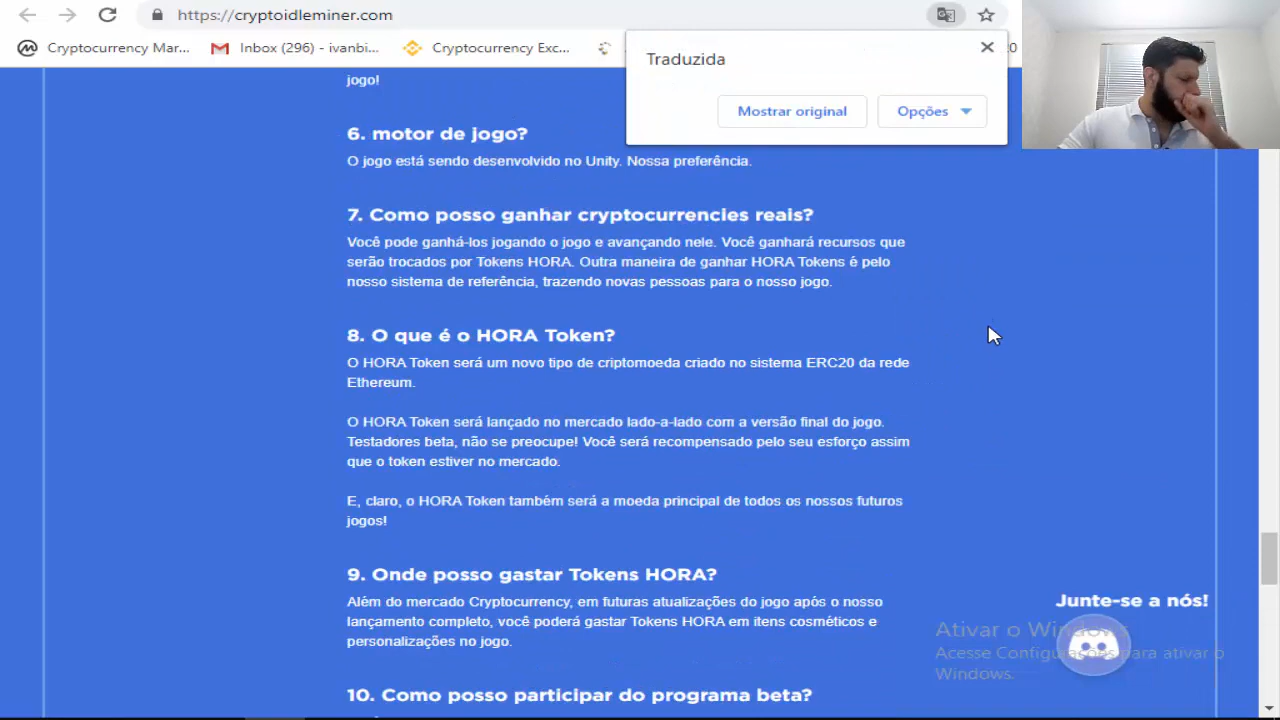 https://cryptoidleminer.com
Cryptocurrency Mar...
Inbox (296) - ivanbi...
Cryptocurrency Exc...
Traduzida
Mostrar original
Opções
jogo!
6. motor de jogo?
O jogo está sendo desenvolvido no Unity. Nossa preferência.
7. Como posso ganhar cryptocurrencies reais?
Você pode ganhá-los jogando o jogo e avançando nele. Você ganhará recursos que
serão trocados por Tokens HORA. Outra maneira de ganhar HORA Tokens é pelo
nosso sistema de referência, trazendo novas pessoas para o nosso jogo.
8. O que é o HORA Token?
O HORA Token será um novo tipo de criptomoeda criado no sistema ERC20 da rede
Ethereum.
O HORA Token será lançado no mercado lado-a-lado com a versão final do jogo.
Testadores beta, não se preocupe! Você será recompensado pelo seu esforço assim
que o token estiver no mercado.
E, claro, o HORA Token também será a moeda principal de todos os nossos futuros
jogos!
9. Onde posso gastar Tokens HORA?
Além do mercado Cryptocurrency, em futuras atualizações do jogo após o nosso
lançamento completo, você poderá gastar Tokens HORA em itens cosméticos e
personalizações no jogo.
10. Como posso participar do programa beta?
Junte-se a nós!
Ativar o Windows
Acesse Configurações para ativar o
Windows.